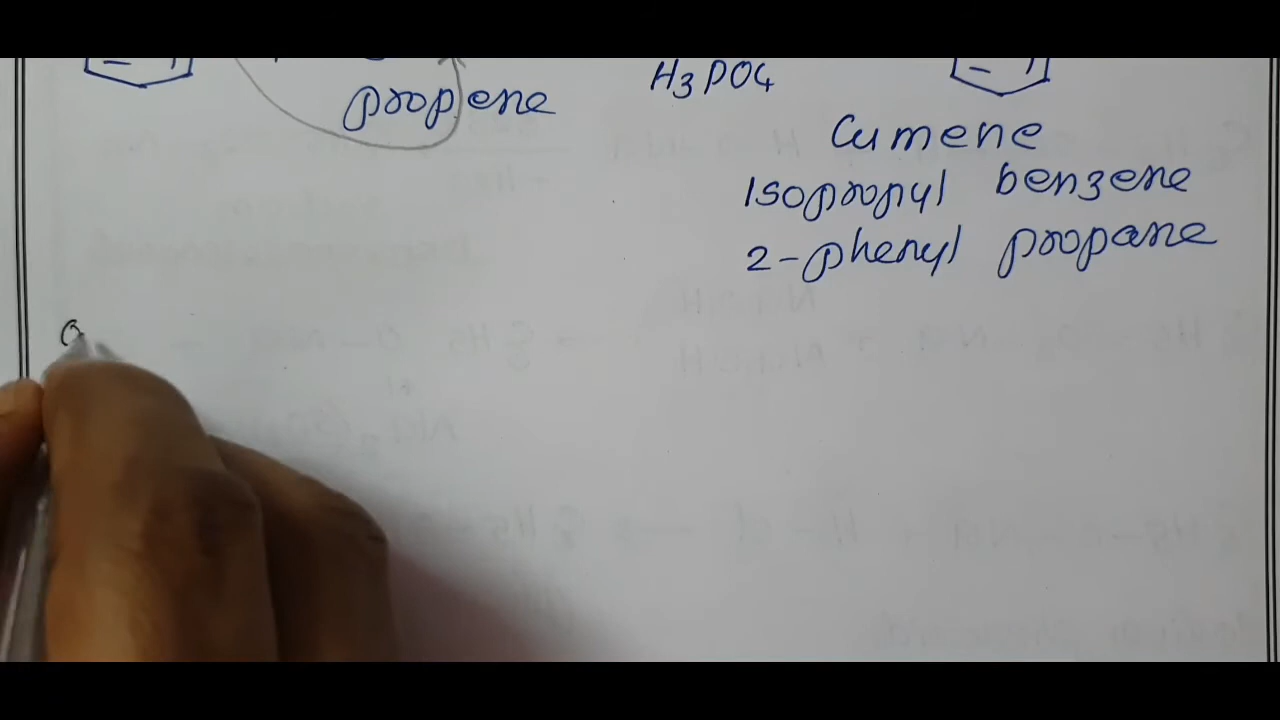 H3PO4
propene
Cumene
Isopropyl benzene
2-phenyl propane